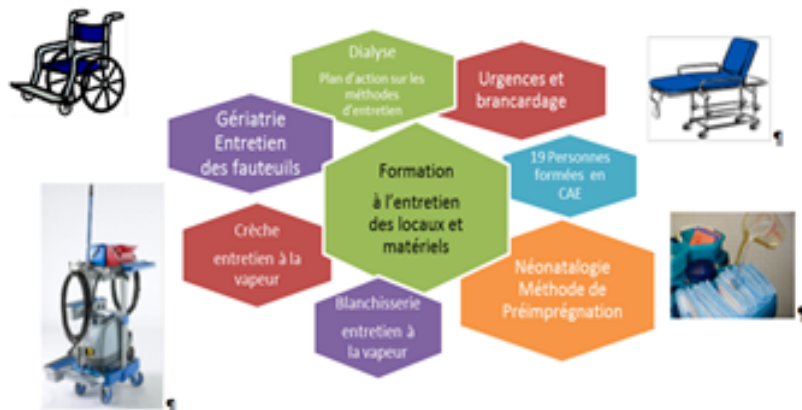 Dialyse
Plan d'action sur les
méthodes
d'entretien
Urgences et
brancardage
Gériatrie
Entretien
des fauteuils
19 Personnes
formées en
CAE
Formation
à l'entretien
des locaux et
matériels
Crèche
entretien à la
vapeur
Néonatalogie
Méthode de
Préimprégnation
Blanchisserie
entretien à
la vapeur
¶
¶
¶